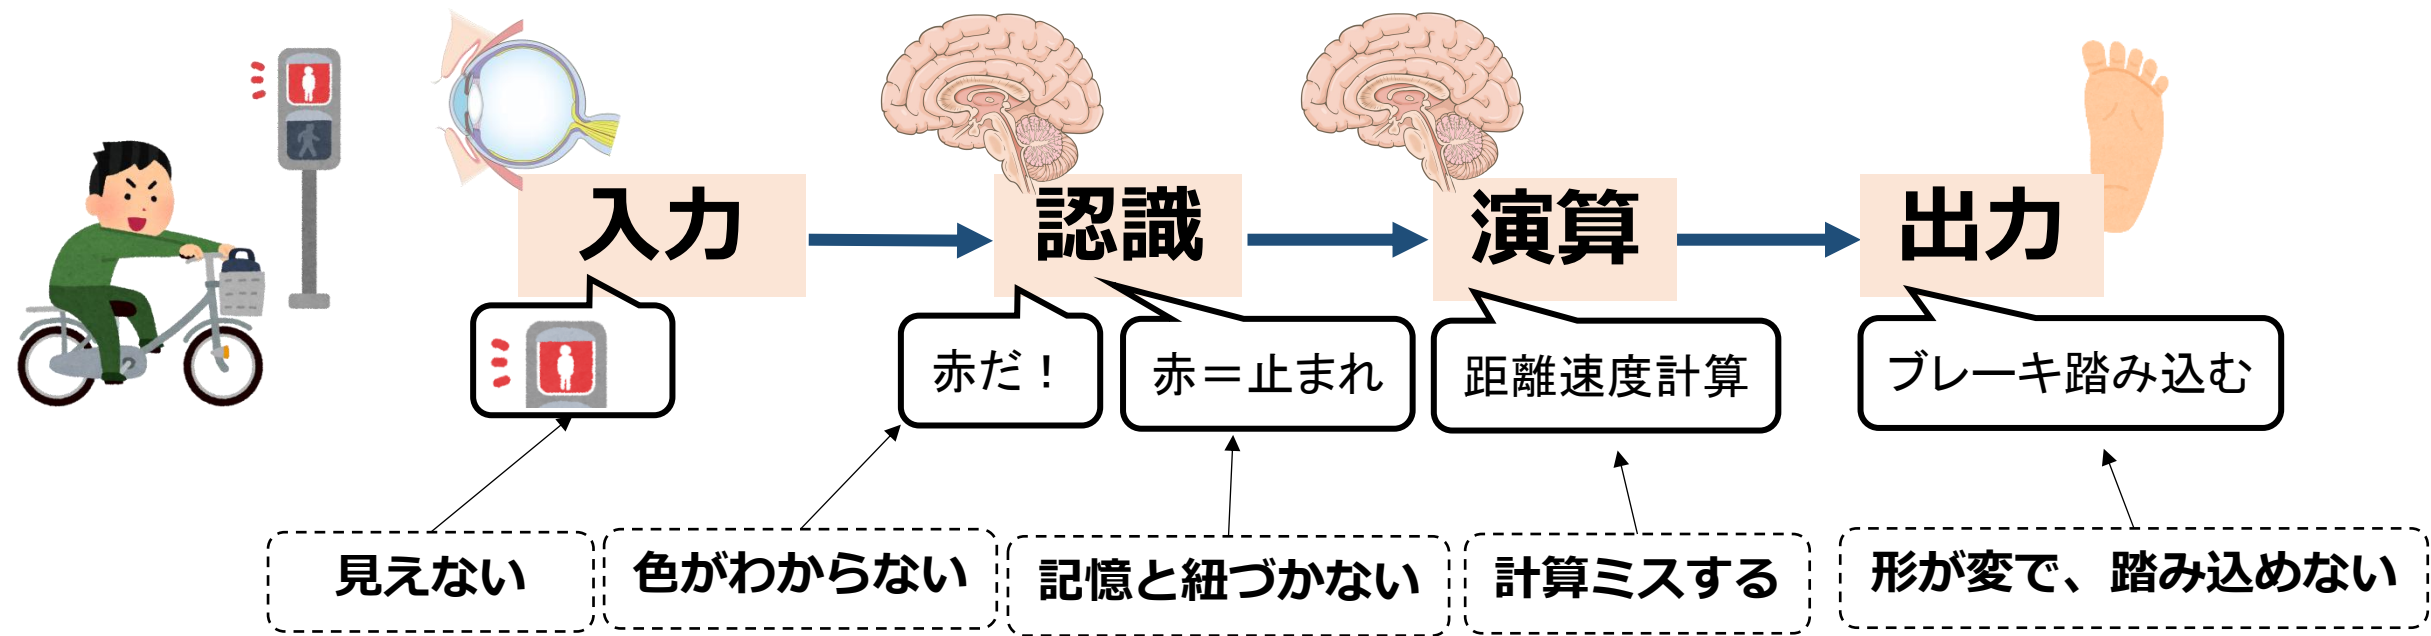 入力
認識
演算
出力
赤だ！
赤＝止まれ
距離速度計算
ブレーキ踏み込む
見えない
色がわからない
記憶と紐づかない
計算ミスする
形が変で、踏み込めない